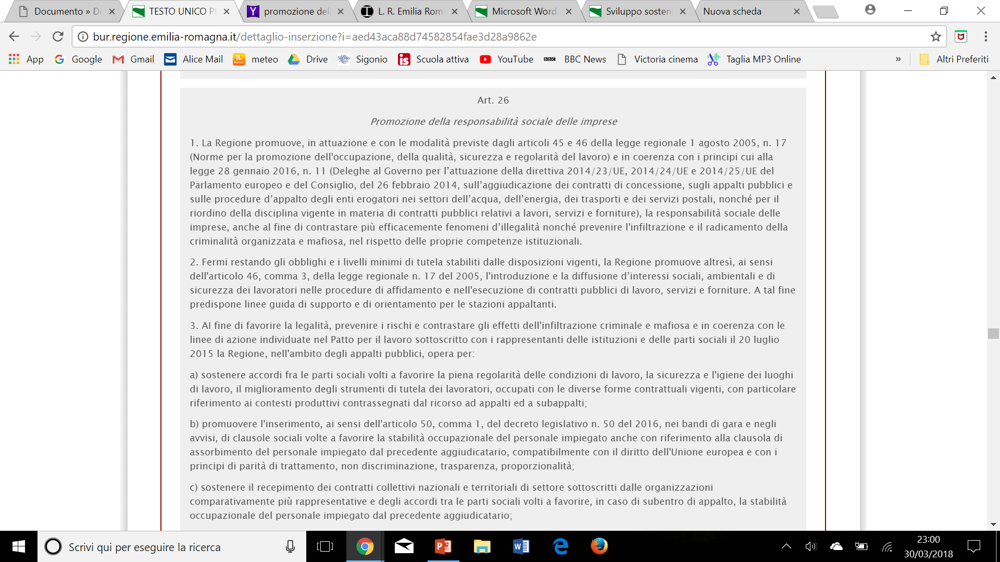 Documento » De
TESTO UNICO PE
promozione dell
L. R. Emilia Rom
Microsoft Word
Sviluppo sosteni
Nuova scheda
bur.regione.emilia-romagna.it/dettaglio-inserzione?i=aed43aca88d74582854fae3d28a9862e
App Google Gmail Alice Mail meteo Drive Sigonio Scuola attiva YouTube BBC News Victoria cinema Taglia MP3 Online » Altri Preferiti
Art. 26
Promozione della responsabilità sociale delle imprese
1. La Regione promuove, in attuazione e con le modalità previste dagli articoli 45 e 46 della legge regionale 1 agosto 2005, n. 17
(Norme per la promozione dell'occupazione, della qualità, sicurezza e regolarità del lavoro) e in coerenza con i principi cui alla
legge 28 gennaio 2016, n. 11 (Deleghe al Governo per l’attuazione della direttiva 2014/23/UE, 2014/24/UE e 2014/25/UE del
Parlamento europeo e del Consiglio, del 26 febbraio 2014, sull’aggiudicazione dei contratti di concessione, sugli appalti pubblici e
sulle procedure d’appalto degli enti erogatori nei settori dell’acqua, dell’energia, dei trasporti e dei servizi postali, nonché per il
riordino della disciplina vigente in materia di contratti pubblici relativi a lavori, servizi e forniture), la responsabilità sociale delle
imprese, anche al fine di contrastare più efficacemente fenomeni d’illegalità nonché prevenire l'infiltrazione e il radicamento della
criminalità organizzata e mafiosa, nel rispetto delle proprie competenze istituzionali.
2. Fermi restando gli obblighi e i livelli minimi di tutela stabiliti dalle disposizioni vigenti, la Regione promuove altresì, ai sensi
dell'articolo 46, comma 3, della legge regionale n. 17 del 2005, l'introduzione e la diffusione d’interessi sociali, ambientali e di
sicurezza dei lavoratori nelle procedure di affidamento e nell'esecuzione di contratti pubblici di lavoro, servizi e forniture. A tal fine
predispone linee guida di supporto e di orientamento per le stazioni appaltanti.
3. Al fine di favorire la legalità, prevenire i rischi e contrastare gli effetti dell'infiltrazione criminale e mafiosa e in coerenza con le
linee di azione individuate nel Patto per il lavoro sottoscritto con i rappresentanti delle istituzioni e delle parti sociali il 20 luglio
2015 la Regione, nell'ambito degli appalti pubblici, opera per:
a) sostenere accordi fra le parti sociali volti a favorire la piena regolarità delle condizioni di lavoro, la sicurezza e l'igiene dei luoghi
di lavoro, il miglioramento degli strumenti di tutela dei lavoratori, occupati con le diverse forme contrattuali vigenti, con particolare
riferimento ai contesti produttivi contrassegnati dal ricorso ad appalti ed a subappalti;
b) promuovere l'inserimento, ai sensi dell'articolo 50, comma 1, del decreto legislativo n. 50 del 2016, nei bandi di gara e negli
avvisi, di clausole sociali volte a favorire la stabilità occupazionale del personale impiegato anche con riferimento alla clausola di
assorbimento del personale impiegato dal precedente aggiudicatario, compatibilmente con il diritto dell'Unione europea e con i
principi di parità di trattamento, non discriminazione, trasparenza, proporzionalità;
c) sostenere il recepimento dei contratti collettivi nazionali e territoriali di settore sottoscritti dalle organizzazioni
comparativamente più rappresentative e degli accordi tra le parti sociali volti a favorire, in caso di subentro di appalto, la stabilità
occupazionale del personale impiegato dal precedente aggiudicatario;
Scrivi qui per eseguire la ricerca
23:00
30/03/2018